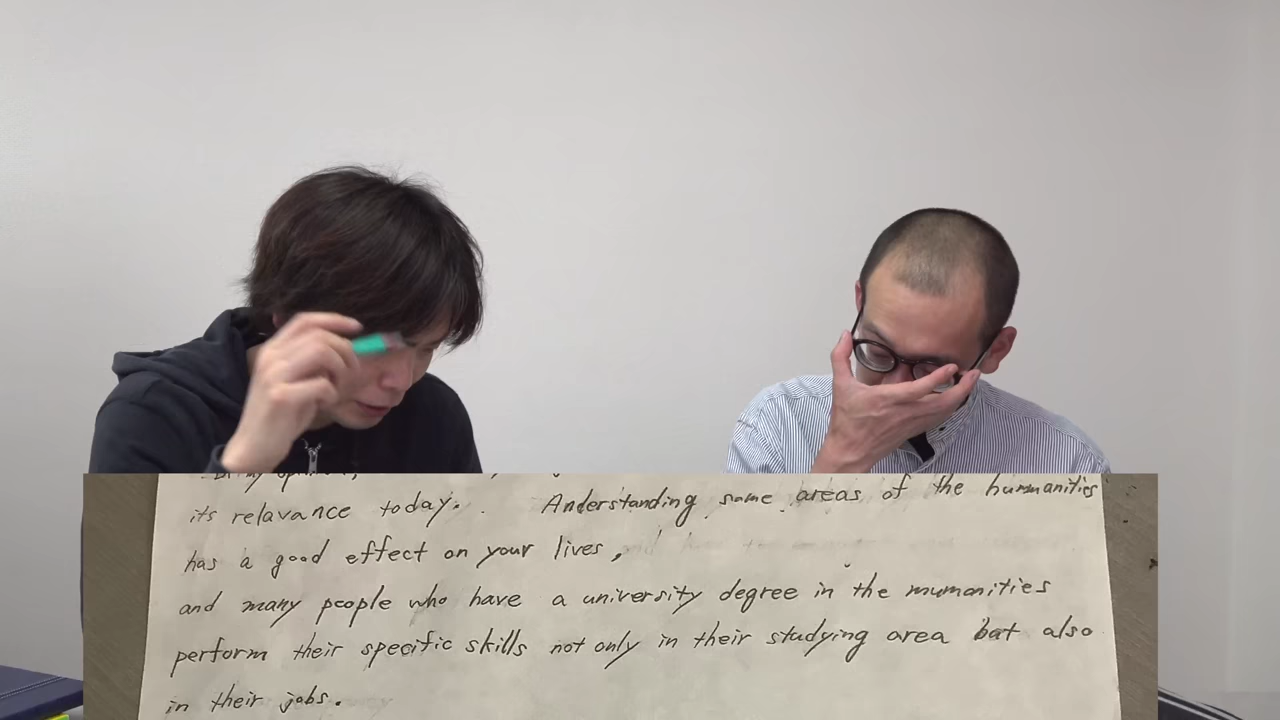 its relavance today. Anderstanding some areas of the humanities
has a good effect on your lives,
and many people who have a university degree in the mumanities
perform their specific skills not only in their studying area bat also
in their jobs.